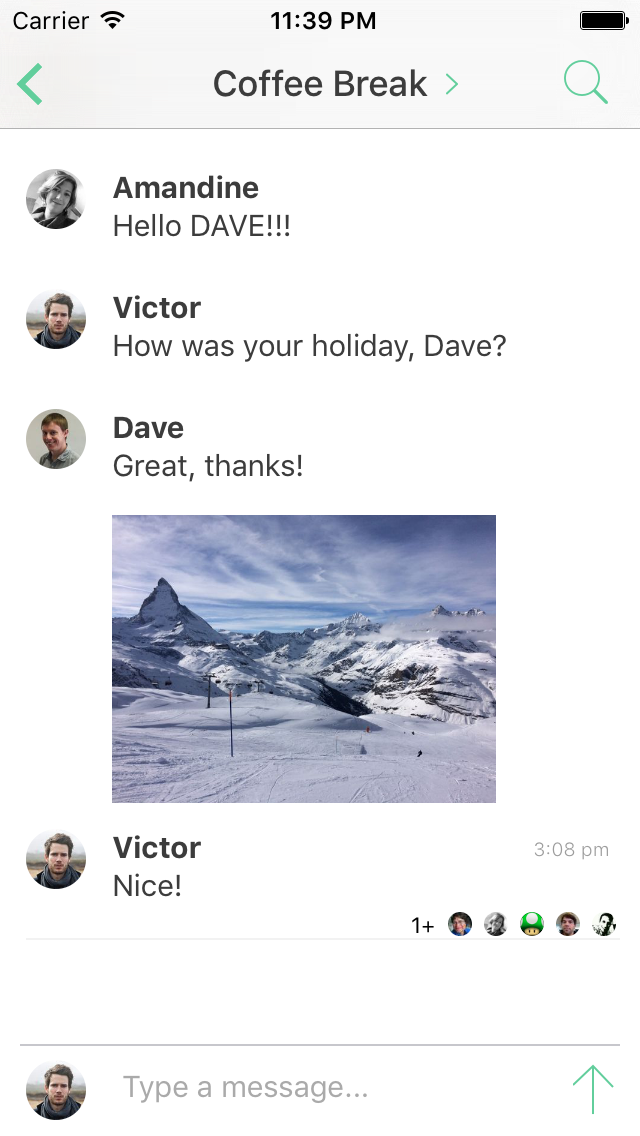 Carrier 11:39 PM
Coffee Break
Amandine
Hello DAVE!!!
Victor
How was your holiday, Dave?
Dave
Great, thanks!
Victor 3:08 pm
Nice!
1+
Type a message...